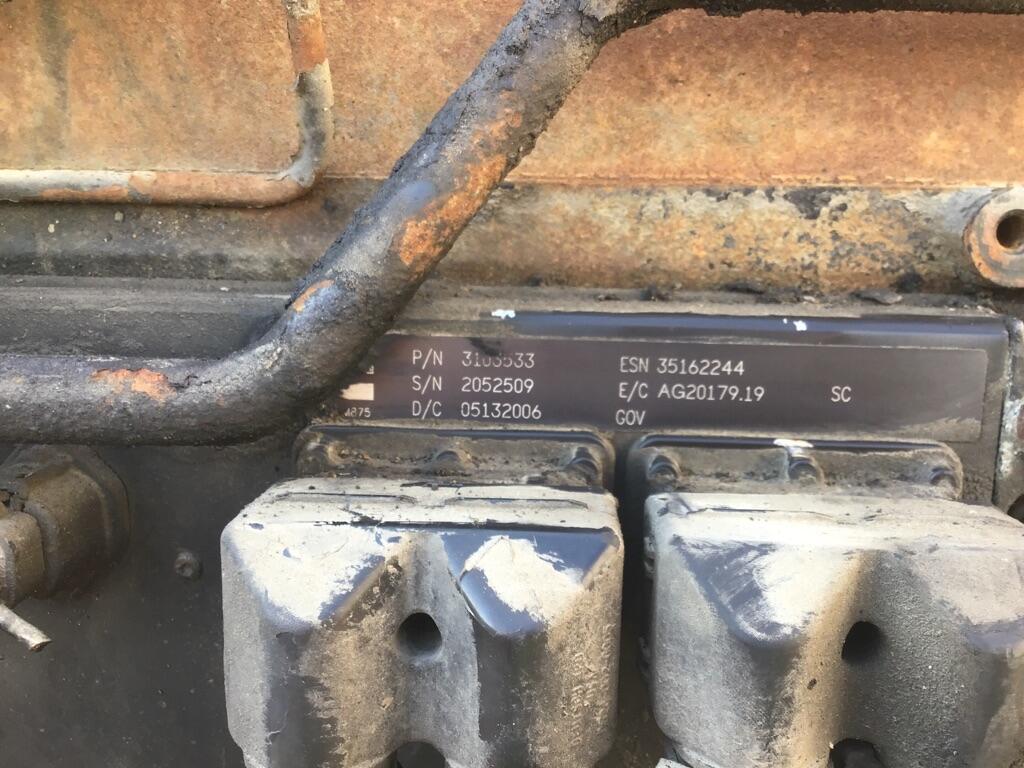 P/N 3103533
S/N 2052509
D/C 05132006
4875
ESN 35162244
E/C AG20179.19 SC
GOV